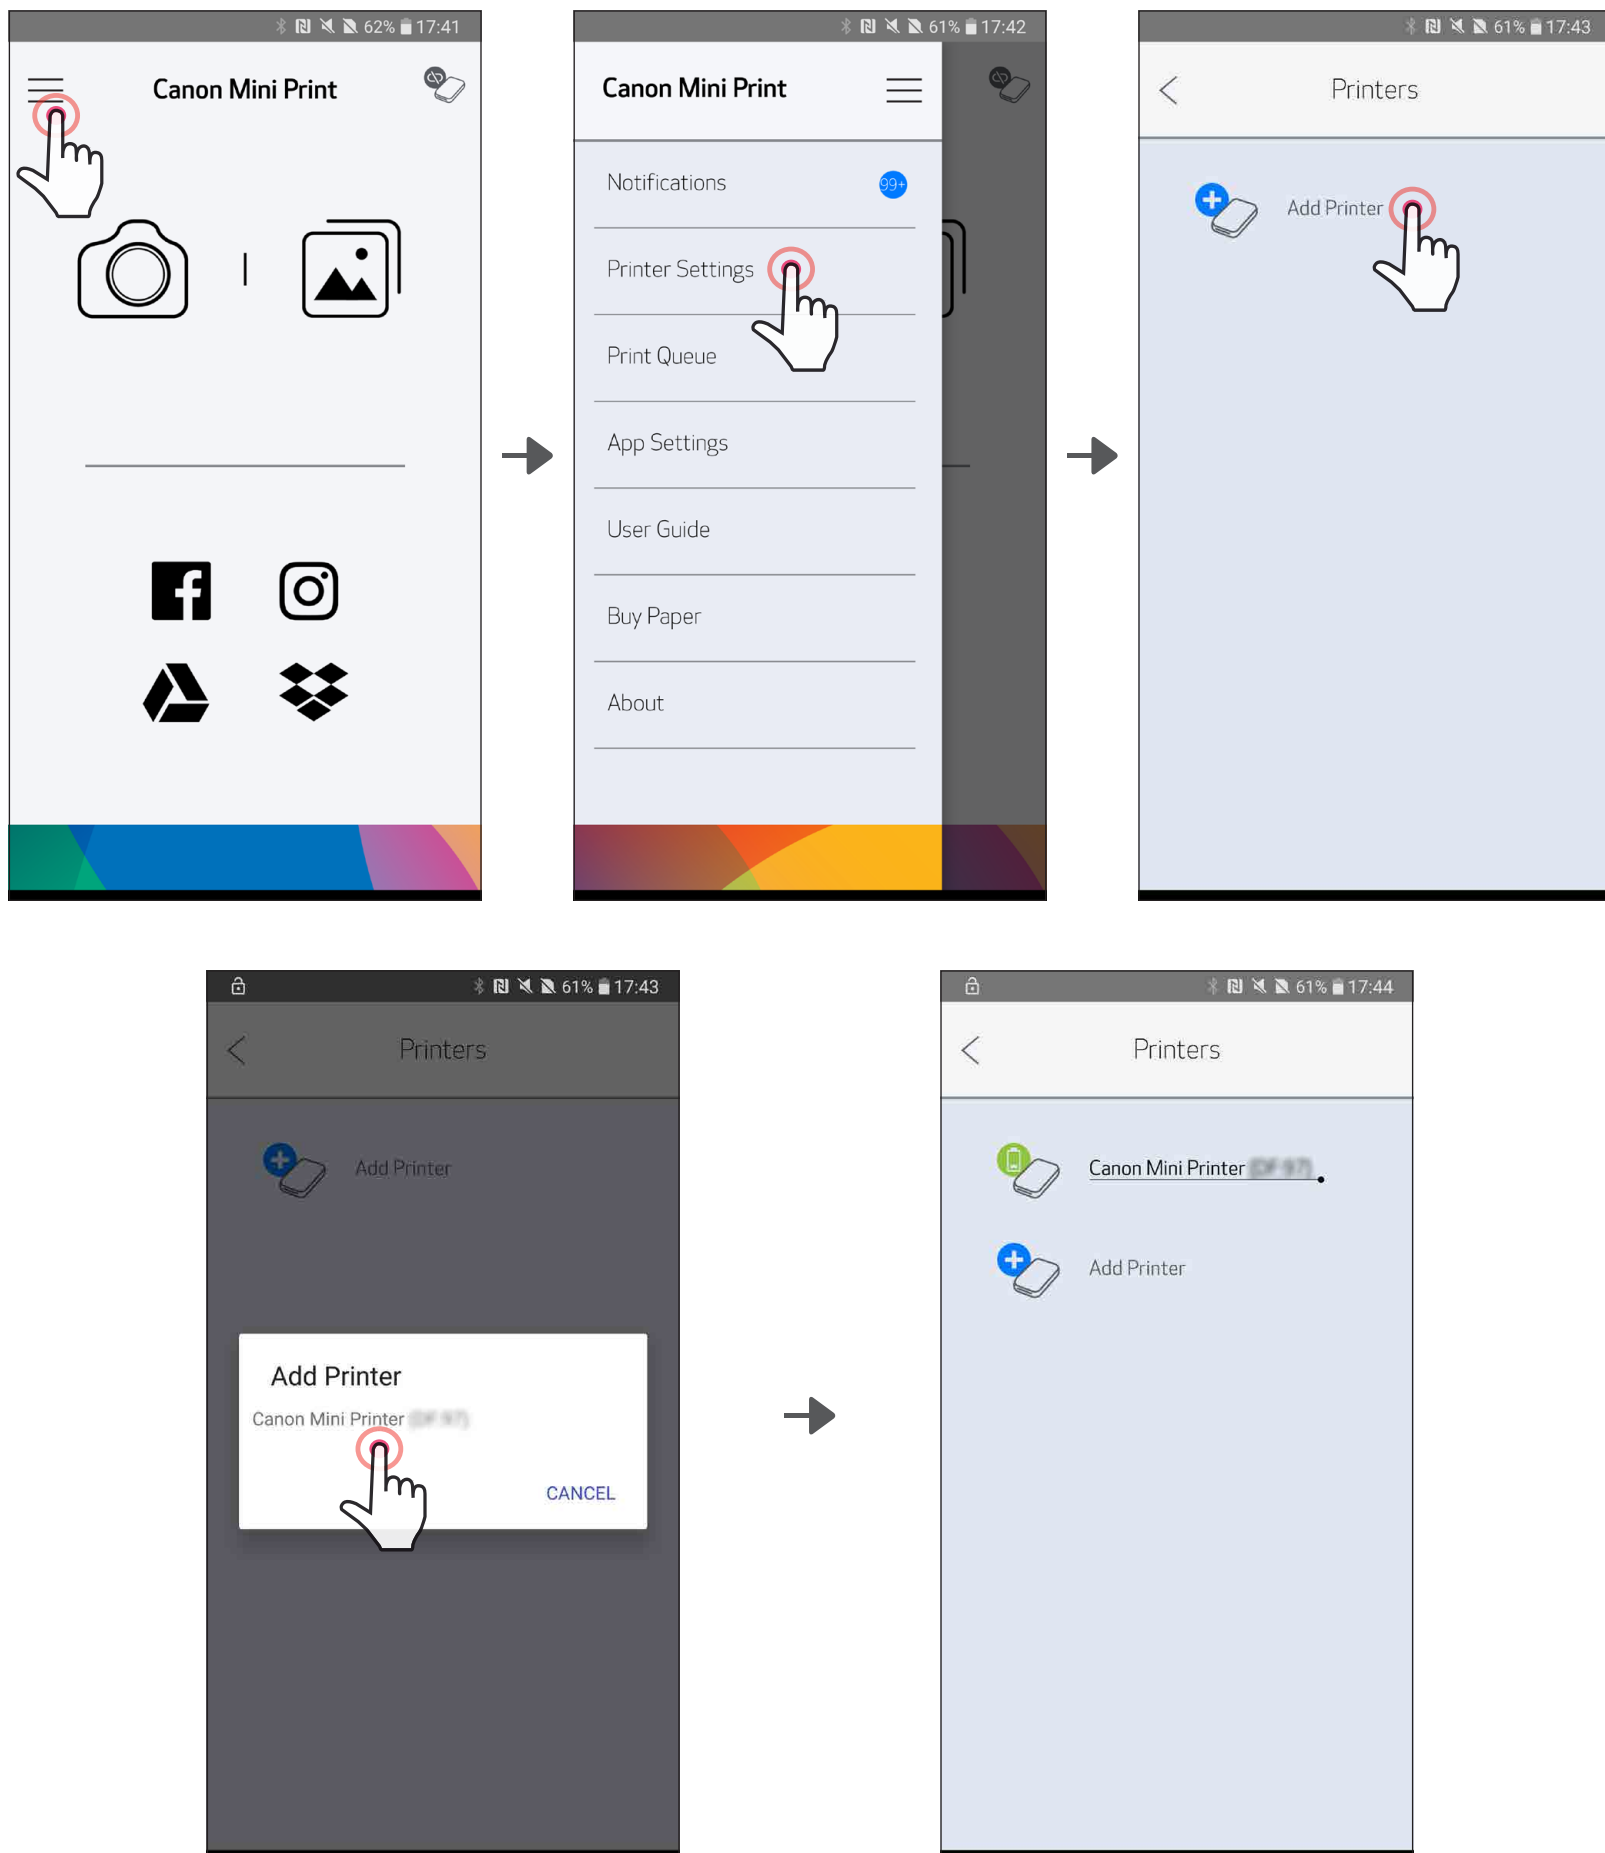 62% 17:41
Canon Mini Print
61% 17:42
Canon Mini Print
Notifications 99+
Printer Settings
Print Queue
App Settings
User Guide
Buy Paper
About
61% 17:43
Printers
Add Printer
61% 17:43
Printers
Add Printer
Add Printer
Canon Mini Printer
CANCEL
61% 17:44
Printers
Canon Mini Printer
Add Printer